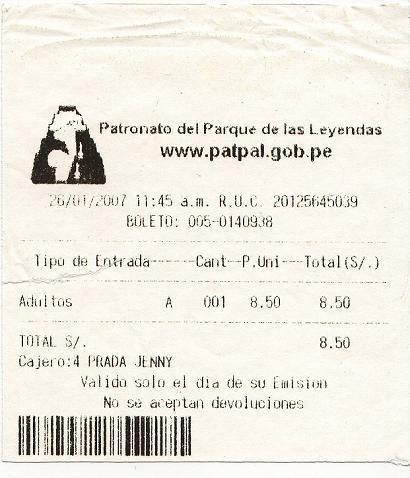 Patronato del Parque de las Leyendas
www.patpal.gob.pe
26/01/2007 11:45 a.m. R.U.C. 20125645039
BOLETO: 005-0140938
Tipo de Entrada------Cant--P.Uni---Total(S/.)
Adultos A 001 8.50 8.50
TOTAL S/. 8.50
Cajero:4 PRADA JENNY
Valido solo el dia de su Emision
No se aceptan devoluciones